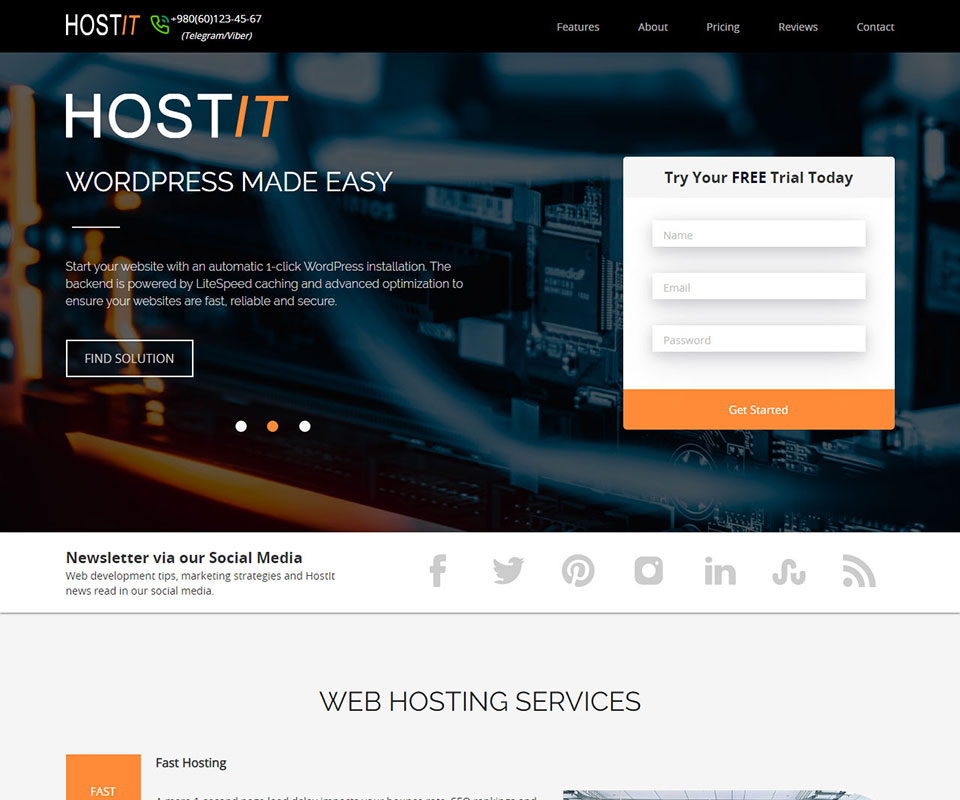 HOSTIT
+980(60)123-45-67
(Telegram/Viber)
Features About Pricing Reviews Contact
HOSTIT
WORDPRESS MADE EASY
Start your website with an automatic 1-click WordPress installation. The
backend is powered by LiteSpeed caching and advanced optimization to
ensure your websites are fast, reliable and secure.
FIND SOLUTION
Try Your FREE Trial Today
Name
Email
Password
Get Started
Newsletter via our Social Media
Web development tips, marketing strategies and HostIt
news read in our social media.
WEB HOSTING SERVICES
FAST
Fast Hosting